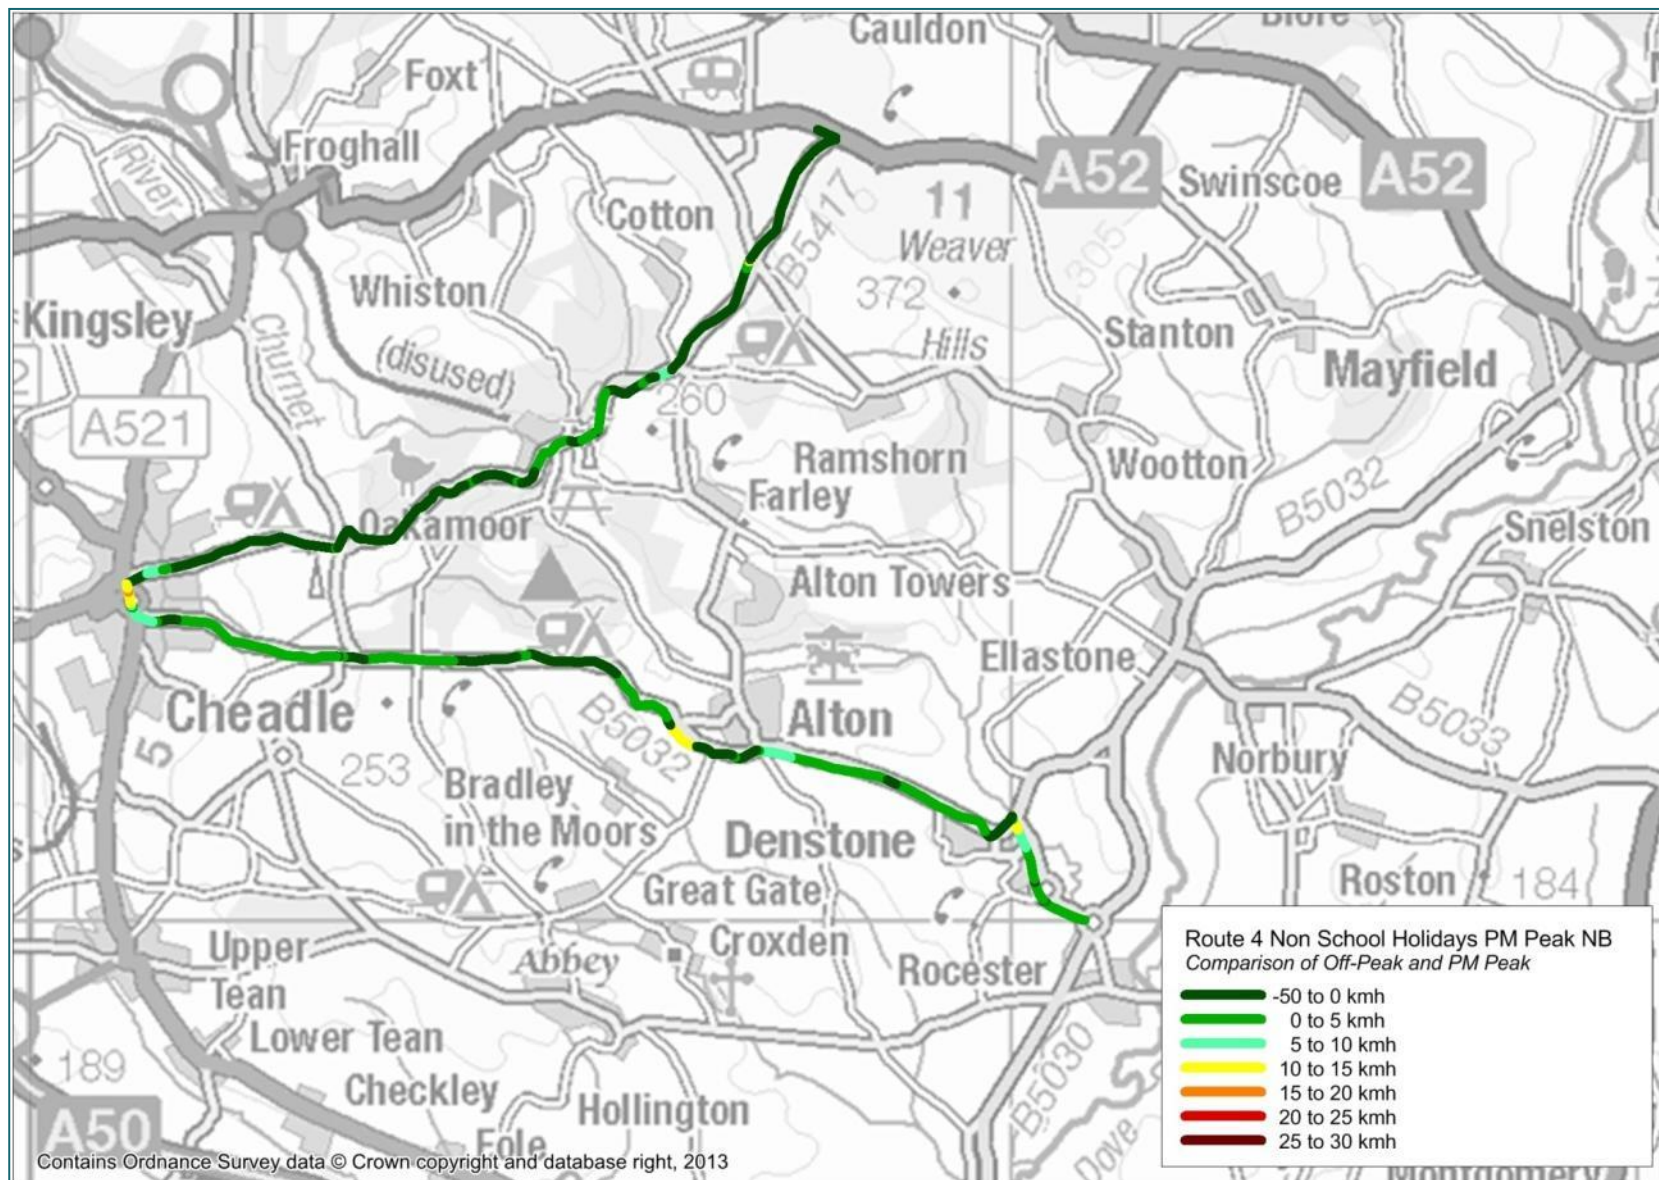 Cauldon
Blore
Foxt
Froghall
River
A52
Swinscoe
A52
11
Cotton
Weaver
B5417
305
372
Whiston
Kingsley
Churnet
Hills
Stanton
Mayfield
(disused)
260
A521
Ramshorn
Wootton
Farley
B5032
Oakamoor
Snelston
Alton Towers
Ellastone
B5032
Cheadle
Alton
B5033
5
253
Norbury
Bradley
in the Moors
Denstone
Great Gate
Roston
184
Upper
Tean
Abbey
Croxden
Rocester
Lower Tean
189
Checkley
Hollington
B5030
Dove
A50
Fole
Montgomery
Route 4 Non School Holidays PM Peak NB
Comparison of Off-Peak and PM Peak
-50 to 0 kmh
0 to 5 kmh
5 to 10 kmh
10 to 15 kmh
15 to 20 kmh
20 to 25 kmh
25 to 30 kmh
Contains Ordnance Survey data © Crown copyright and database right, 2013